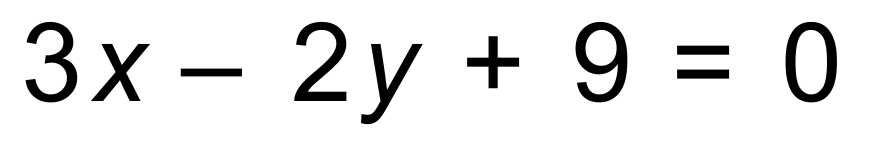 3x – 2y + 9 = 0